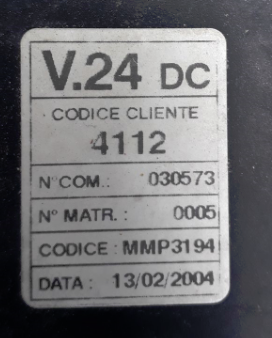 V.24 DC
CODICE CLIENTE
4112
N° COM.: 030573
N° MATR. : 0005
CODICE : MMP3194
DATA : 13/02/2004